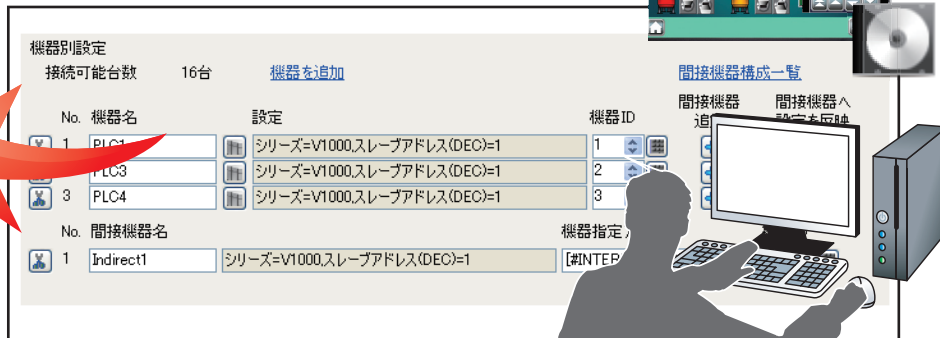 機器別設定
接続可能台数 16台 機器を追加 間接機器構成一覧
間接機器 間接機器へ
No. 機器名 設定 機器ID 追 設定を反映
1 PLC1 シリーズ=V1000,スレーブアドレス(DEC)=1 1
PLC3 シリーズ=V1000,スレーブアドレス(DEC)=1 2
3 PLC4 シリーズ=V1000,スレーブアドレス(DEC)=1 3
No. 間接機器名 機器指定
1 Indirect1 シリーズ=V1000,スレーブアドレス(DEC)=1 [#INTER